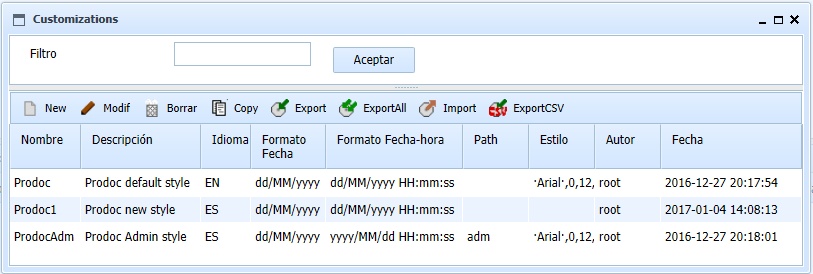 Customizations
Filtro
Aceptar
New Modif Borrar Copy Export ExportAll Import ExportCSV
Nombre Descripción Idioma Formato Fecha Formato Fecha-hora Path Estilo Autor Fecha
Prodoc Prodoc default style EN dd/MM/yyyy dd/MM/yyyy HH:mm:ss "Arial",0,12, root 2016-12-27 20:17:54
Prodoc1 Prodoc new style ES dd/MM/yyyy dd/MM/yyyy HH:mm:ss root 2017-01-04 14:08:13
ProdocAdm Prodoc Admin style ES dd/MM/yyyy yyyy/MM/dd HH:mm:ss adm "Arial",0,12, root 2016-12-27 20:18:01